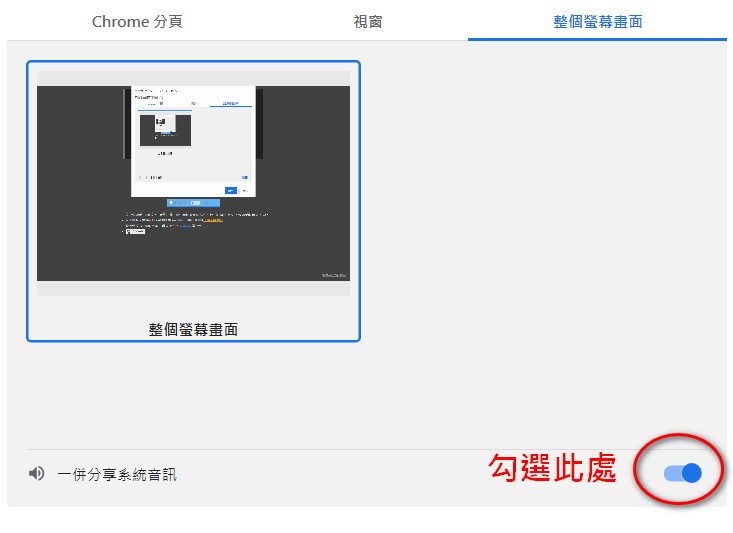 Chrome 分頁
視窗
整個螢幕畫面
整個螢幕畫面
一併分享系統音訊
勾選此處